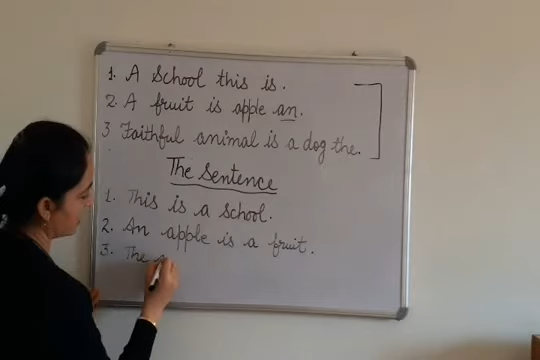 1. A School this is.
2. A fruit is apple an.
3 Faithful animal is a dog the.
The Sentence
1. This is a School.
2. An apple is a fruit.
3. The